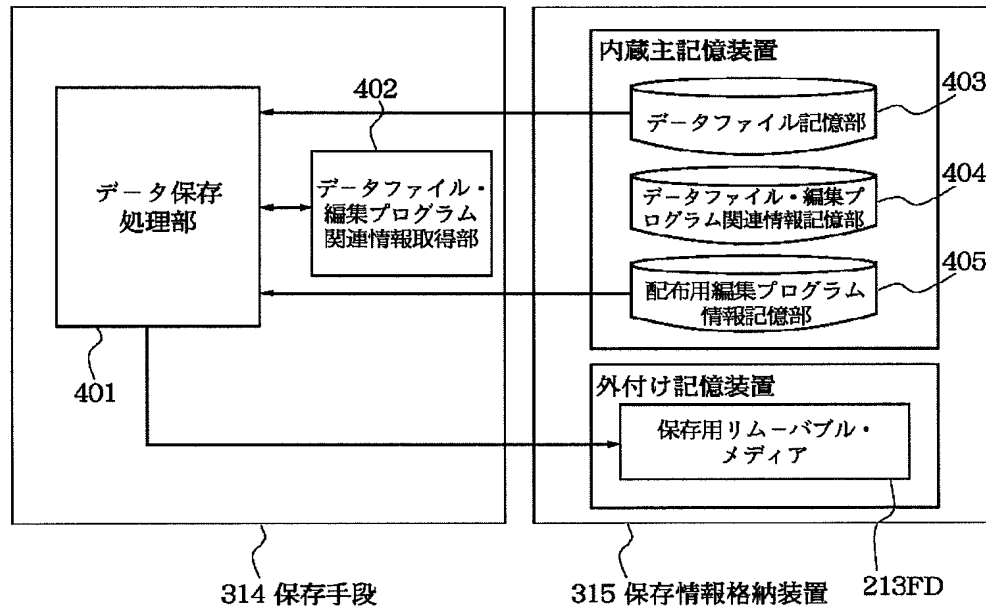 内蔵主記憶装置
402
403
データファイル記憶部
データ保存
処理部
データファイル・
編集プログラム
関連情報取得部
404
データファイル・編集プ
ログラム関連情報記憶部
405
配布用編集プログラム
情報記憶部
401
外付け記憶装置
保存用リムーバブル・
メディア
314 保存手段
315 保存情報格納装置
213FD